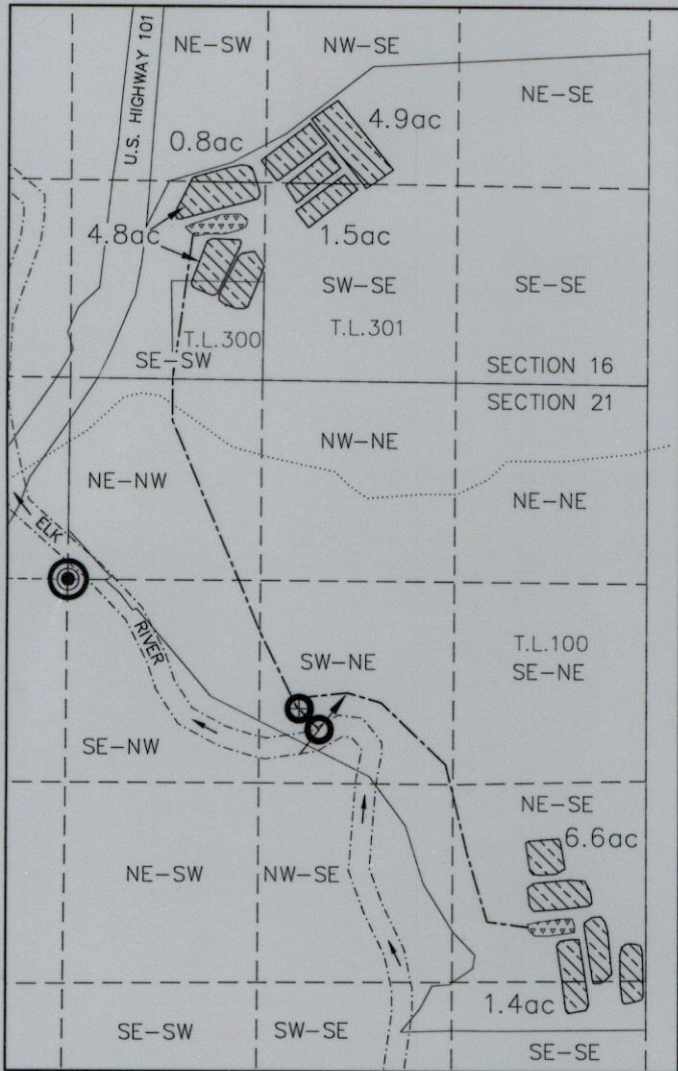 NE-SW
NW-SE
NE-SE
U.S. HIGHWAY 101
4.9ac
0.8ac
4.8ac
1.5ac
SW-SE
SE-SE
T.L.300
T.L.301
SE-SW
SECTION 16
SECTION 21
NW-NE
NE-NW
NE-NE
ELK
RIVER
T.L.100
SW-NE
SE-NE
SE-NW
NE-SE
6.6ac
NE-SW
NW-SE
1.4ac
SE-SW
SW-SE
SE-SE